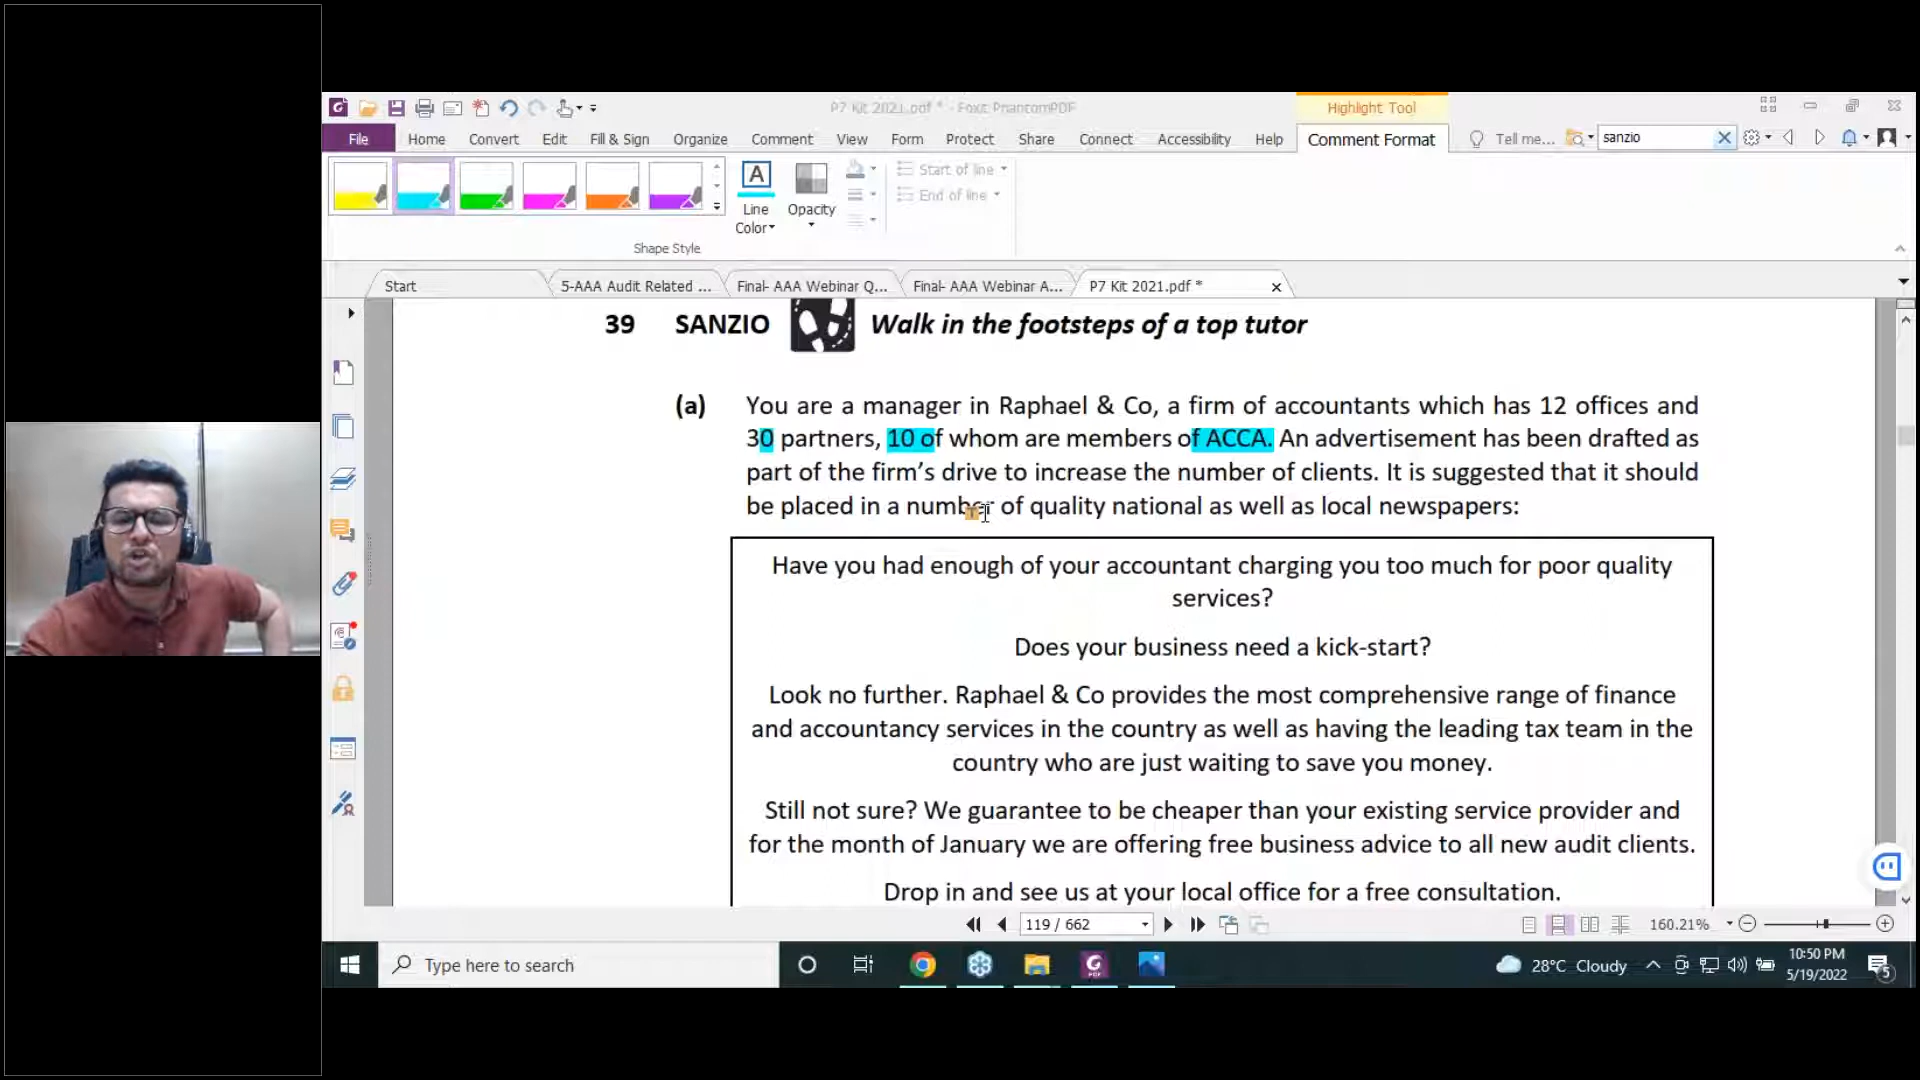 P7 Kit 2021.pdf * - Foxit PhantomPDF
Highlight Tool
File Home Convert Edit Fill & Sign Organize Comment View Form Protect Share Connect Accessibility Help Comment Format Tell me... sanzio
Line Color
Opacity
Start of line
End of line
Shape Style
Start
5-AAA Audit Related ...
Final- AAA Webinar Q...
Final- AAA Webinar A...
P7 Kit 2021.pdf *
39 SANZIO Walk in the footsteps of a top tutor
(a) You are a manager in Raphael & Co, a firm of accountants which has 12 offices and
30 partners, 10 of whom are members of ACCA. An advertisement has been drafted as
part of the firm's drive to increase the number of clients. It is suggested that it should
be placed in a number of quality national as well as local newspapers:
Have you had enough of your accountant charging you too much for poor quality
services?
Does your business need a kick-start?
Look no further. Raphael & Co provides the most comprehensive range of finance
and accountancy services in the country as well as having the leading tax team in the
country who are just waiting to save you money.
Still not sure? We guarantee to be cheaper than your existing service provider and
for the month of January we are offering free business advice to all new audit clients.
Drop in and see us at your local office for a free consultation.
119 / 662
160.21%
Type here to search
28°C Cloudy
10:50 PM
5/19/2022
5